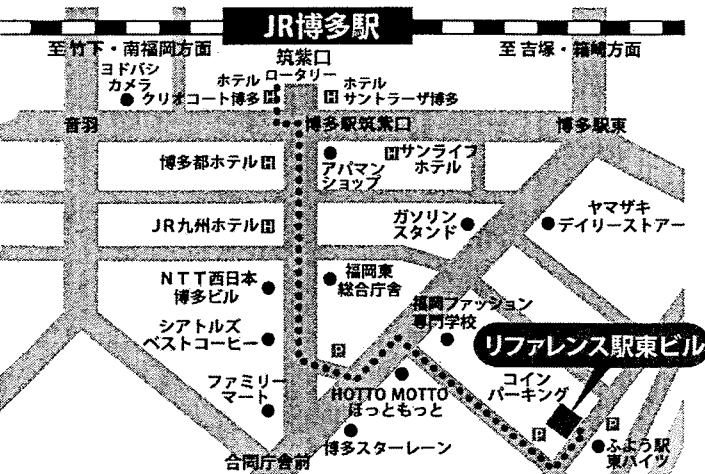 JR博多駅
至竹下・南福岡方面
至吉塚・箱崎方面
筑紫口
ロータリー
ヨドバシ
カメラ
ホテル
クリオコート博多 H
H ホテル
サントラーザ博多
音羽
博多駅筑紫口
博多駅東
博多都ホテル H
アパマン
ショップ
H サンライフ
ホテル
JR九州ホテル H
ガソリン
スタンド
ヤマザキ
デイリーストアー
NTT西日本
博多ビル
福岡東
総合庁舎
福岡ファッション
専門学校
シアトルズ
ベストコーヒー
P
リファレンス駅東ビル
ファミリー
マート
HOTTO MOTTO
ほっともっと
コイン
パーキング
P
P
博多スターレーン
ふよう駅
東ハイツ
合同庁舎前